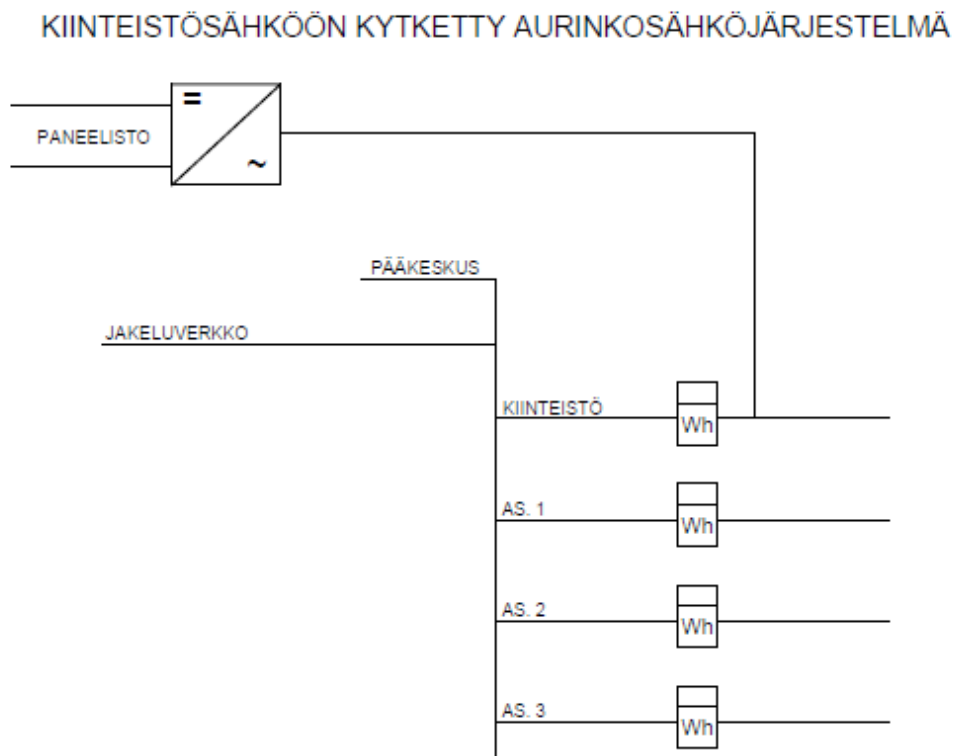 KIINTEISTÖSÄHKÖÖN KYTKETTY AURINKOSÄHKÖJÄRJESTELMÄ
=
PANEELISTO
~
PÄÄKESKUS
JAKELUVERKKO
KIINTEISTÖ
Wh
AS. 1
Wh
AS. 2
Wh
AS. 3
Wh